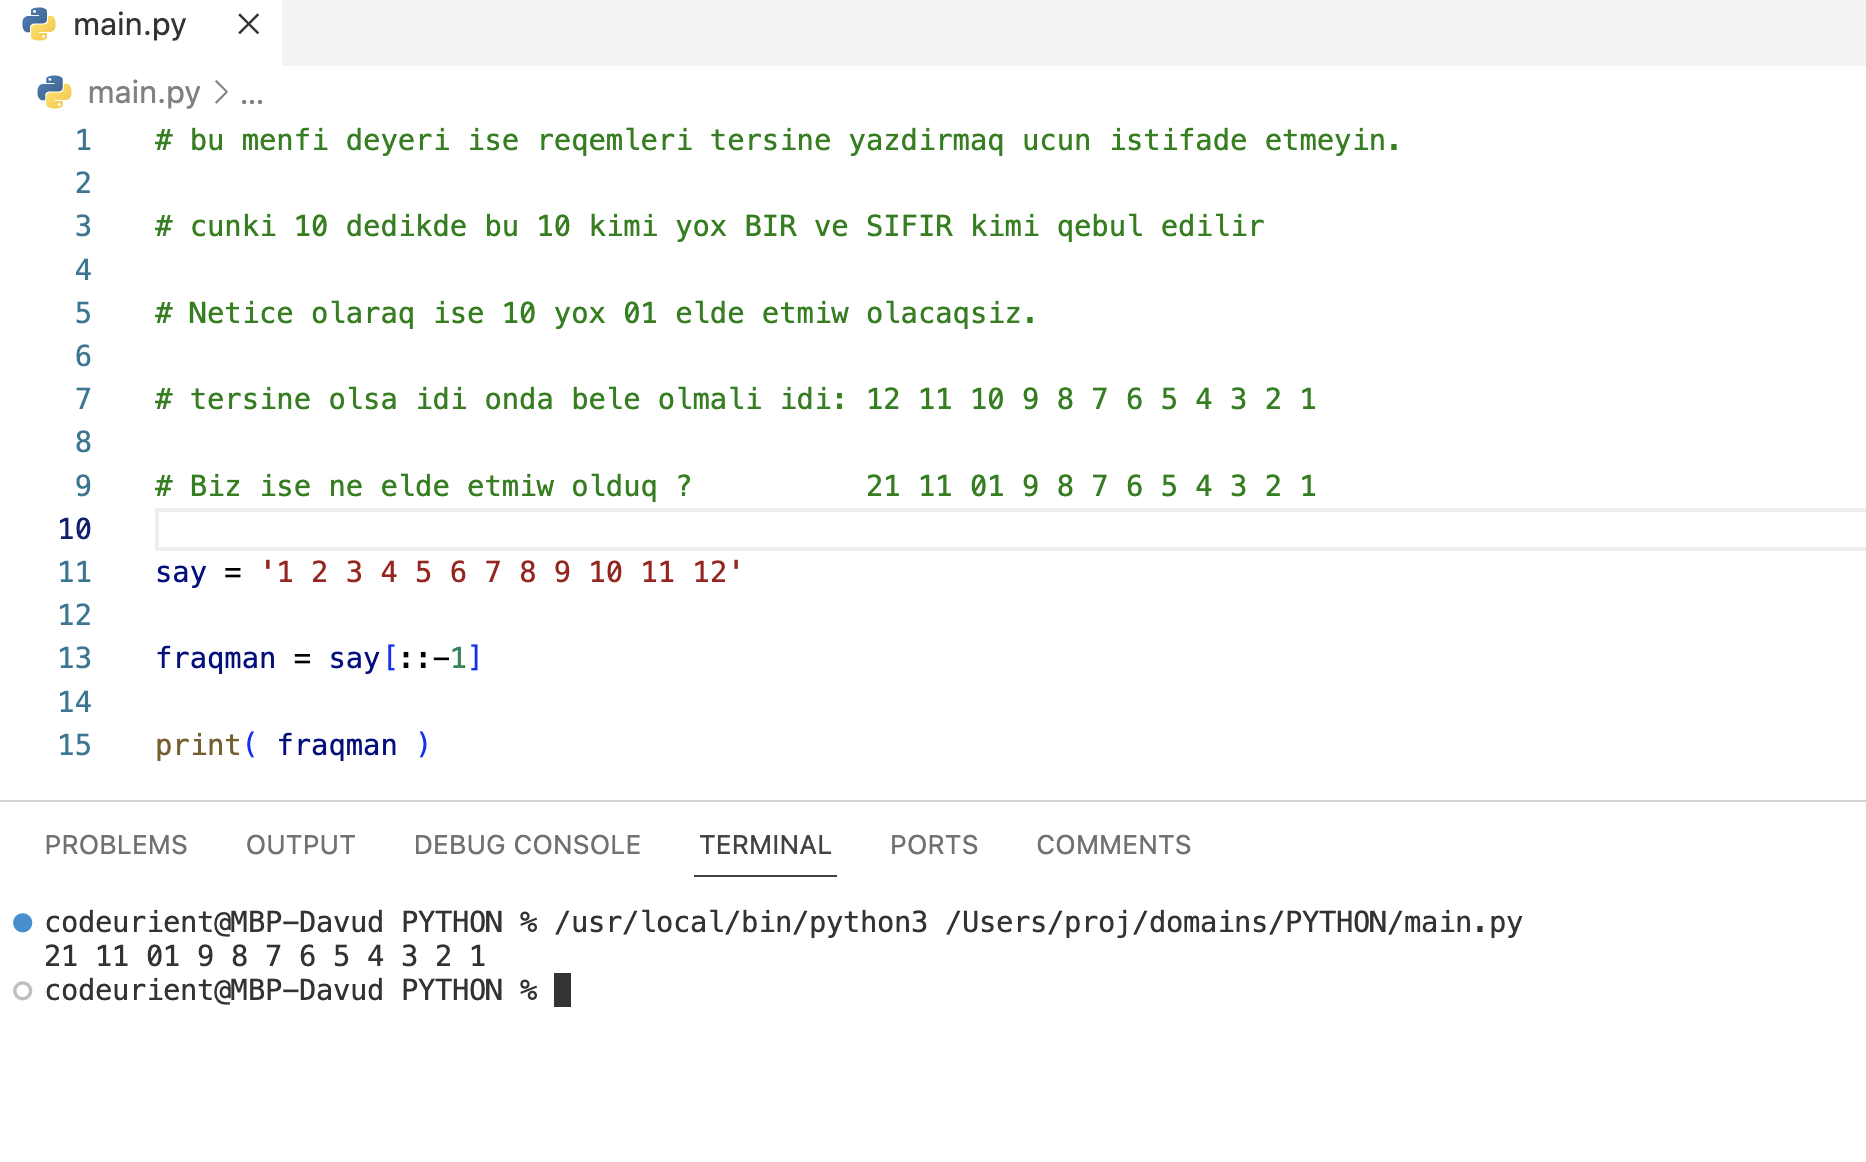 main.py
main.py > ...
1 # bu menfi deyeri ise reqemleri tersine yazdirmaq ucun istifade etmeyin.
2
3 # cunki 10 dedikde bu 10 kimi yox BIR ve SIFIR kimi qebul edilir
4
5 # Netice olaraq ise 10 yox 01 elde etmiw olacaqsiz.
6
7 # tersine olsa idi onda bele olmali idi: 12 11 10 9 8 7 6 5 4 3 2 1
8
9 # Biz ise ne elde etmiw olduq ?          21 11 01 9 8 7 6 5 4 3 2 1
10
11 say = '1 2 3 4 5 6 7 8 9 10 11 12'
12
13 fraqman = say[::-1]
14
15 print( fraqman )
PROBLEMS OUTPUT DEBUG CONSOLE TERMINAL PORTS COMMENTS
codeurient@MBP-Davud PYTHON % /usr/local/bin/python3 /Users/proj/domains/PYTHON/main.py
21 11 01 9 8 7 6 5 4 3 2 1
codeurient@MBP-Davud PYTHON %